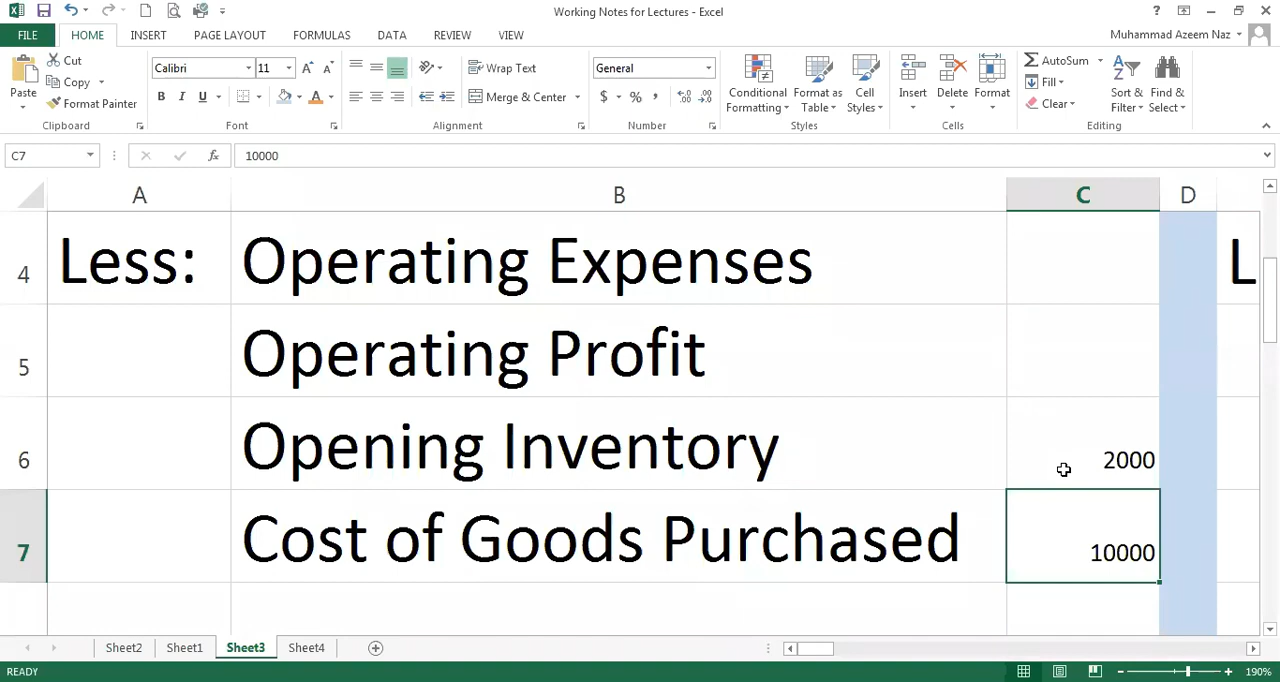 Working Notes for Lectures - Excel
FILE HOME INSERT PAGE LAYOUT FORMULAS DATA REVIEW VIEW Muhammad Azeem Naz
Paste Cut Copy Format Painter Clipboard
Calibri 11 B I U A Font
Wrap Text Merge & Center Alignment
General $ % , Number
Conditional Formatting Format as Table Cell Styles Styles
Insert Delete Format Cells
AutoSum Fill Clear Sort & Filter Find & Select Editing
C7 fx 10000
A B C D
4 Less: Operating Expenses L
5 Operating Profit
6 Opening Inventory 2000
7 Cost of Goods Purchased 10000
Sheet2 Sheet1 Sheet3 Sheet4
READY 190%